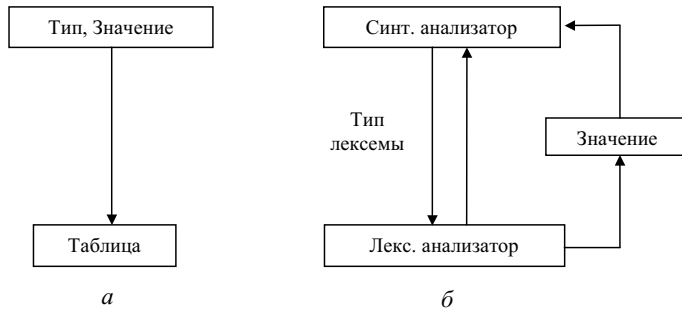 Тип, Значение
Синт. анализатор
Тип
лексемы
Значение
Таблица
Лекс. анализатор
а
б